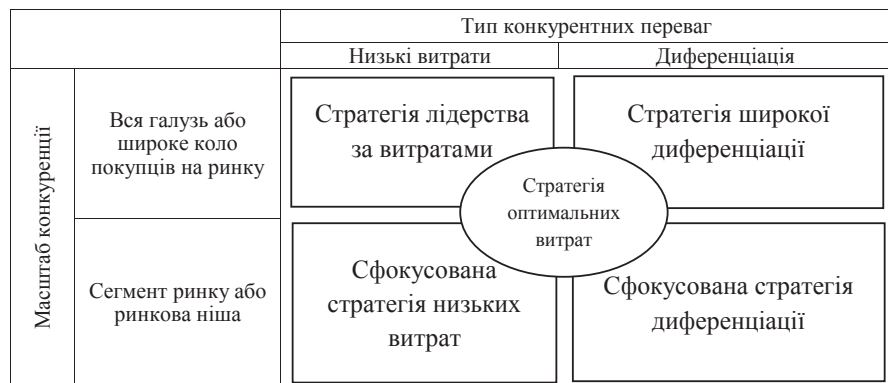 Тип конкурентних переваг
Низькі витрати
Диференціація
Масштаб конкуренції
Вся галузь або
широке коло
покупців на ринку
Стратегія лідерства
за витратами
Стратегія широкої
диференціації
Стратегія
оптимальних
витрат
Сегмент ринку або
ринкова ніша
Сфокусована
стратегія низьких
витрат
Сфокусована стратегія
диференціації